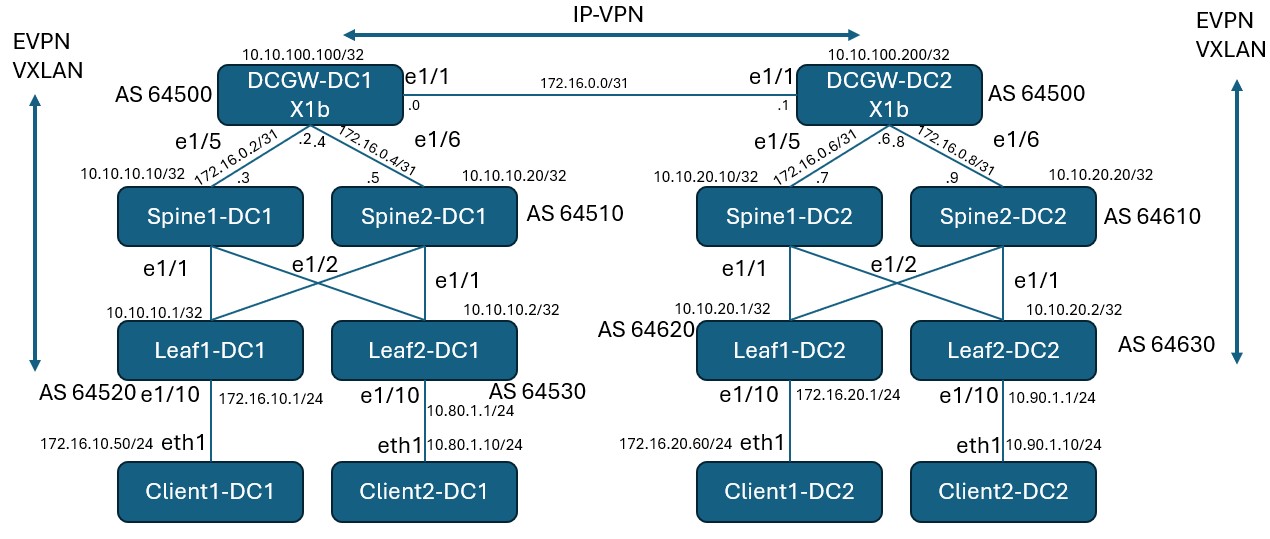 IP-VPN
EVPN
VXLAN
EVPN
VXLAN
10.10.100.100/32
10.10.100.200/32
DCGW-DC1
X1b
e1/1
172.16.0.0/31
e1/1
DCGW-DC2
X1b
AS 64500
.0
.1
AS 64500
e1/5
172.16.0.2/31
.2
.4
172.16.0.4/31
e1/6
e1/5
172.16.0.6/31
.6
.8
172.16.0.8/31
e1/6
10.10.10.10/32
.3
.5
10.10.10.20/32
10.10.20.10/32
.7
.9
10.10.20.20/32
Spine1-DC1
Spine2-DC1
AS 64510
Spine1-DC2
Spine2-DC2
AS 64610
e1/1
e1/2
e1/1
e1/1
e1/2
e1/1
10.10.10.1/32
10.10.10.2/32
10.10.20.1/32
10.10.20.2/32
Leaf1-DC1
Leaf2-DC1
AS 64620
Leaf1-DC2
Leaf2-DC2
AS 64630
AS 64520
e1/10
172.16.10.1/24
e1/10
AS 64530
10.80.1.1/24
e1/10
172.16.20.1/24
e1/10
10.90.1.1/24
172.16.10.50/24
eth1
eth1
10.80.1.10/24
172.16.20.60/24
eth1
eth1
10.90.1.10/24
Client1-DC1
Client2-DC1
Client1-DC2
Client2-DC2